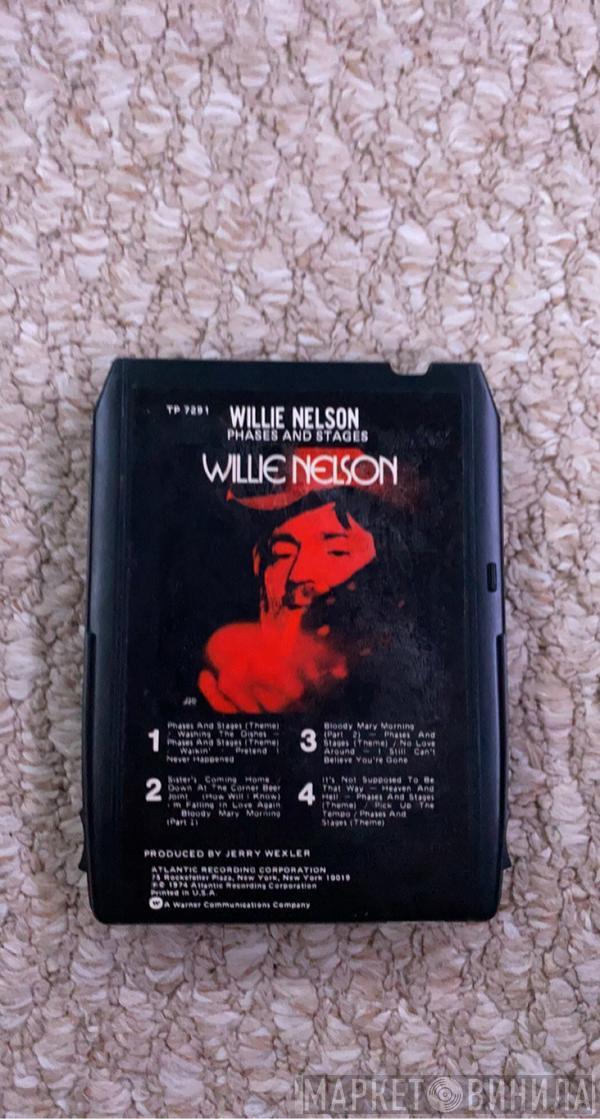 TP 7291
WILLIE NELSON
PHASES AND STAGES
WILLIE NELSON
1
Phases And Stages (Theme)
/ Washing The Dishes —
Phases And Stages (Theme)
/ Walkin' — Pretend I
Never Happened
2
Sister's Coming Home /
Down At The Corner Beer
Joint — (How Will I Know)
I'm Falling In Love Again
— Bloody Mary Morning
(Part 1)
3
Bloody Mary Morning
(Part 2) — Phases And
Stages (Theme) / No Love
Around — I Still Can't
Believe You're Gone
4
It's Not Supposed To Be
That Way — Heaven And
Hell — Phases And Stages
(Theme) / Pick Up The
Tempo / Phases And
Stages (Theme)
PRODUCED BY JERRY WEXLER
ATLANTIC RECORDING CORPORATION
75 Rockefeller Plaza, New York, New York 10019
℗© 1974 Atlantic Recording Corporation
Printed in U.S.A.
A Warner Communications Company
МАРКЕТ ВИНИЛА